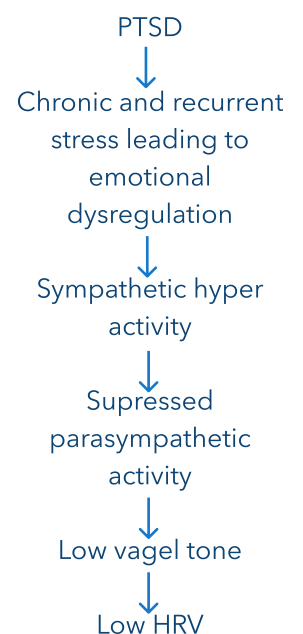 PTSD
Chronic and recurrent
stress leading to
emotional
dysregulation
Sympathetic hyper
activity
Supressed
parasympathetic
activity
Low vagel tone
Low HRV